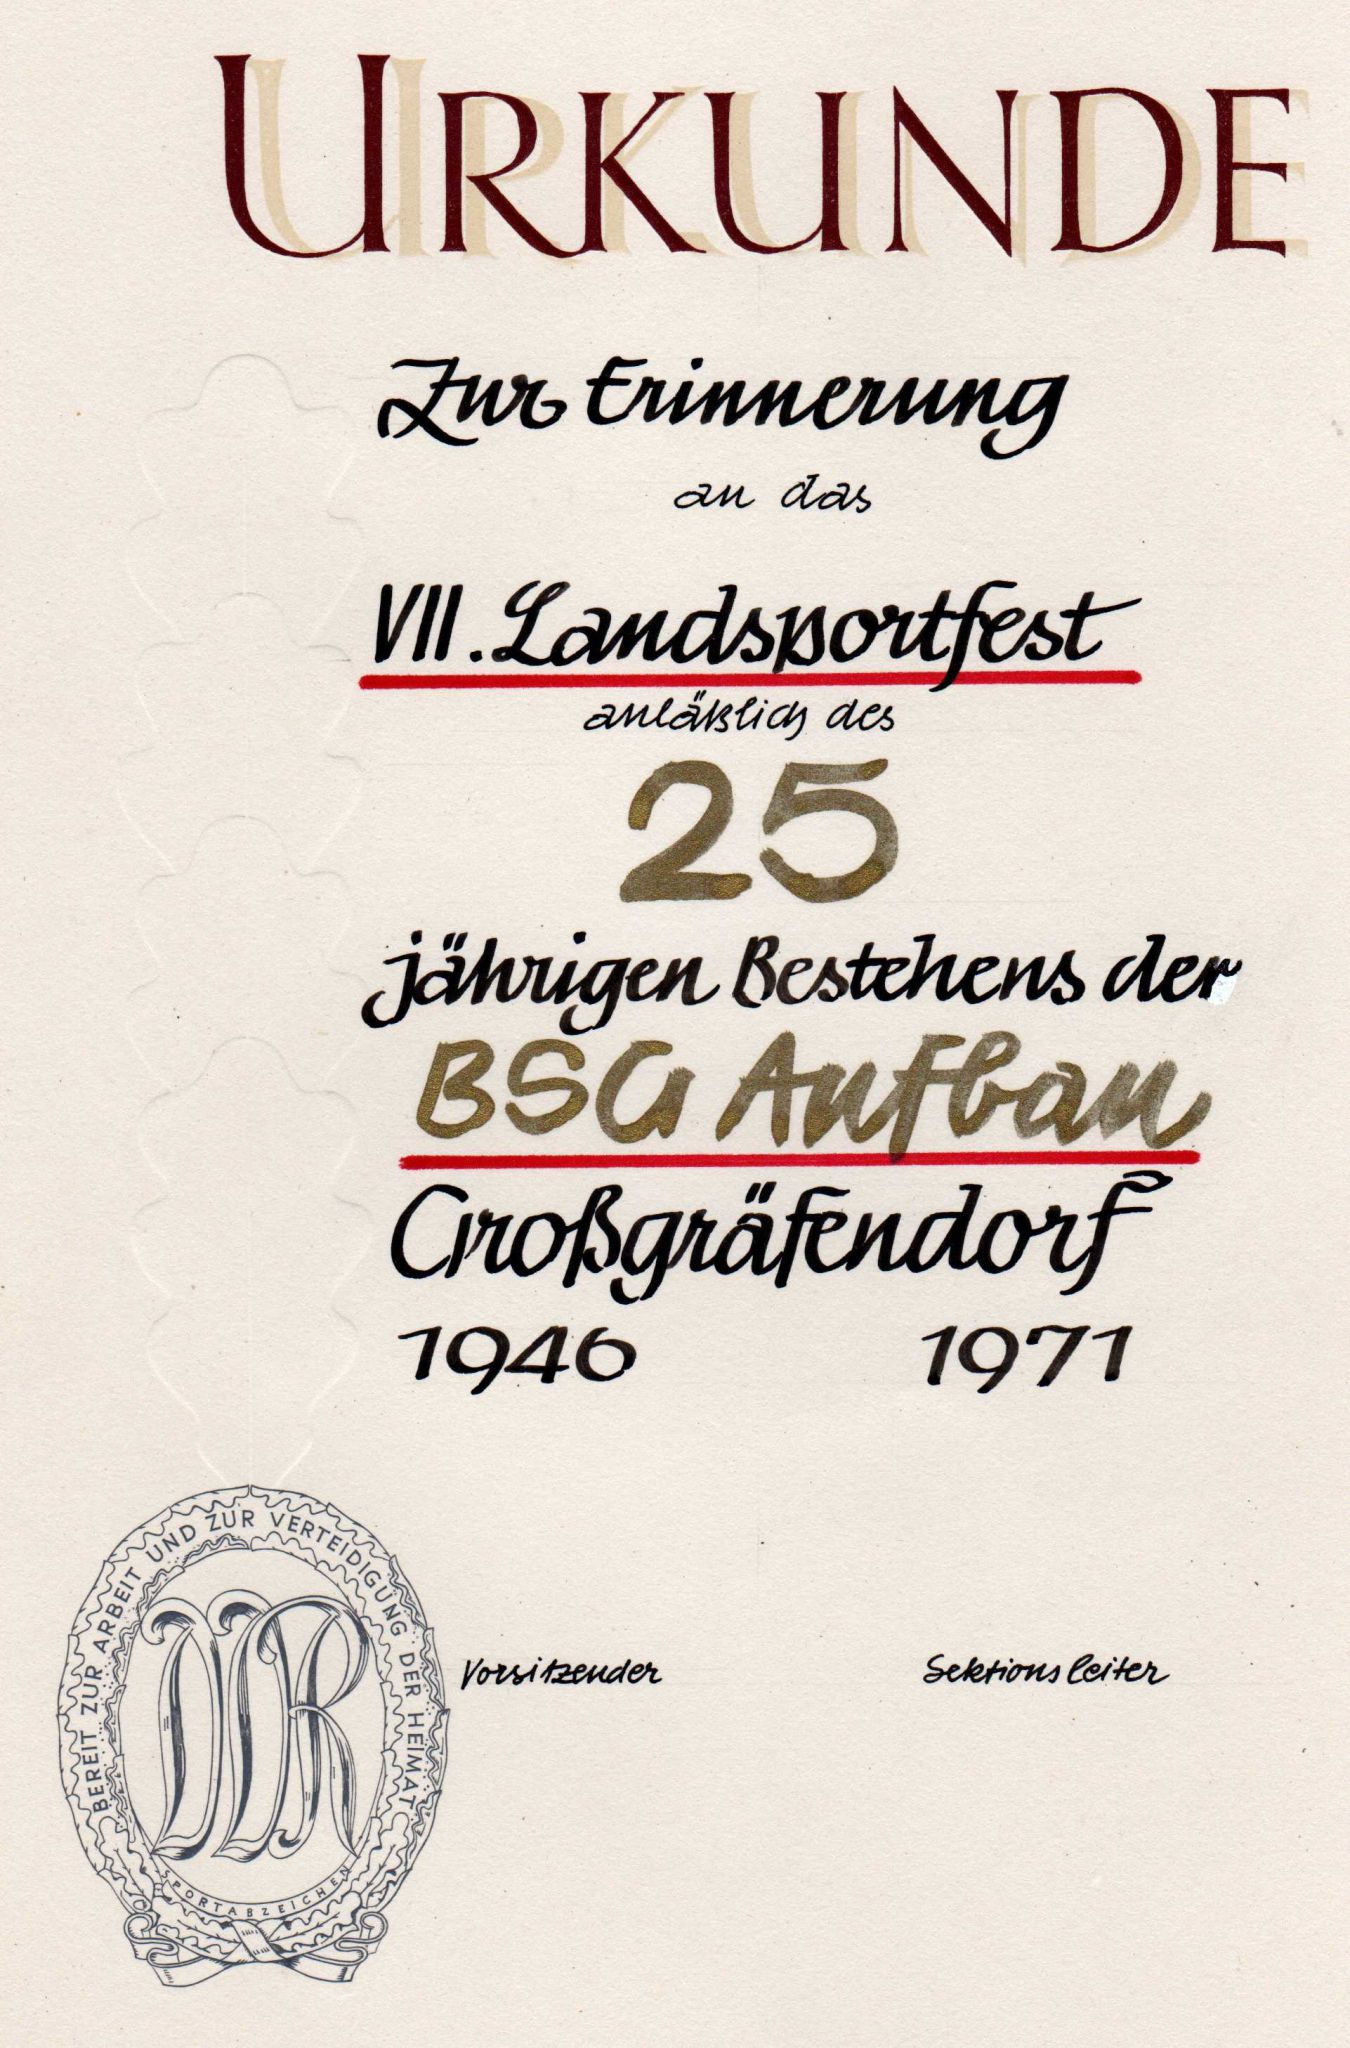 URKUNDE
Zur Erinnerung
an das
VII. Landsportfest
anläßlich des
25
jährigen Bestehens der
BSG Aufbau
Großgräfendorf
1946 1971
BEREIT ZUR ARBEIT UND ZUR VERTEIDIGUNG DER HEIMAT
DDR
SPORTABZEICHEN
Vorsitzender Sektionsleiter